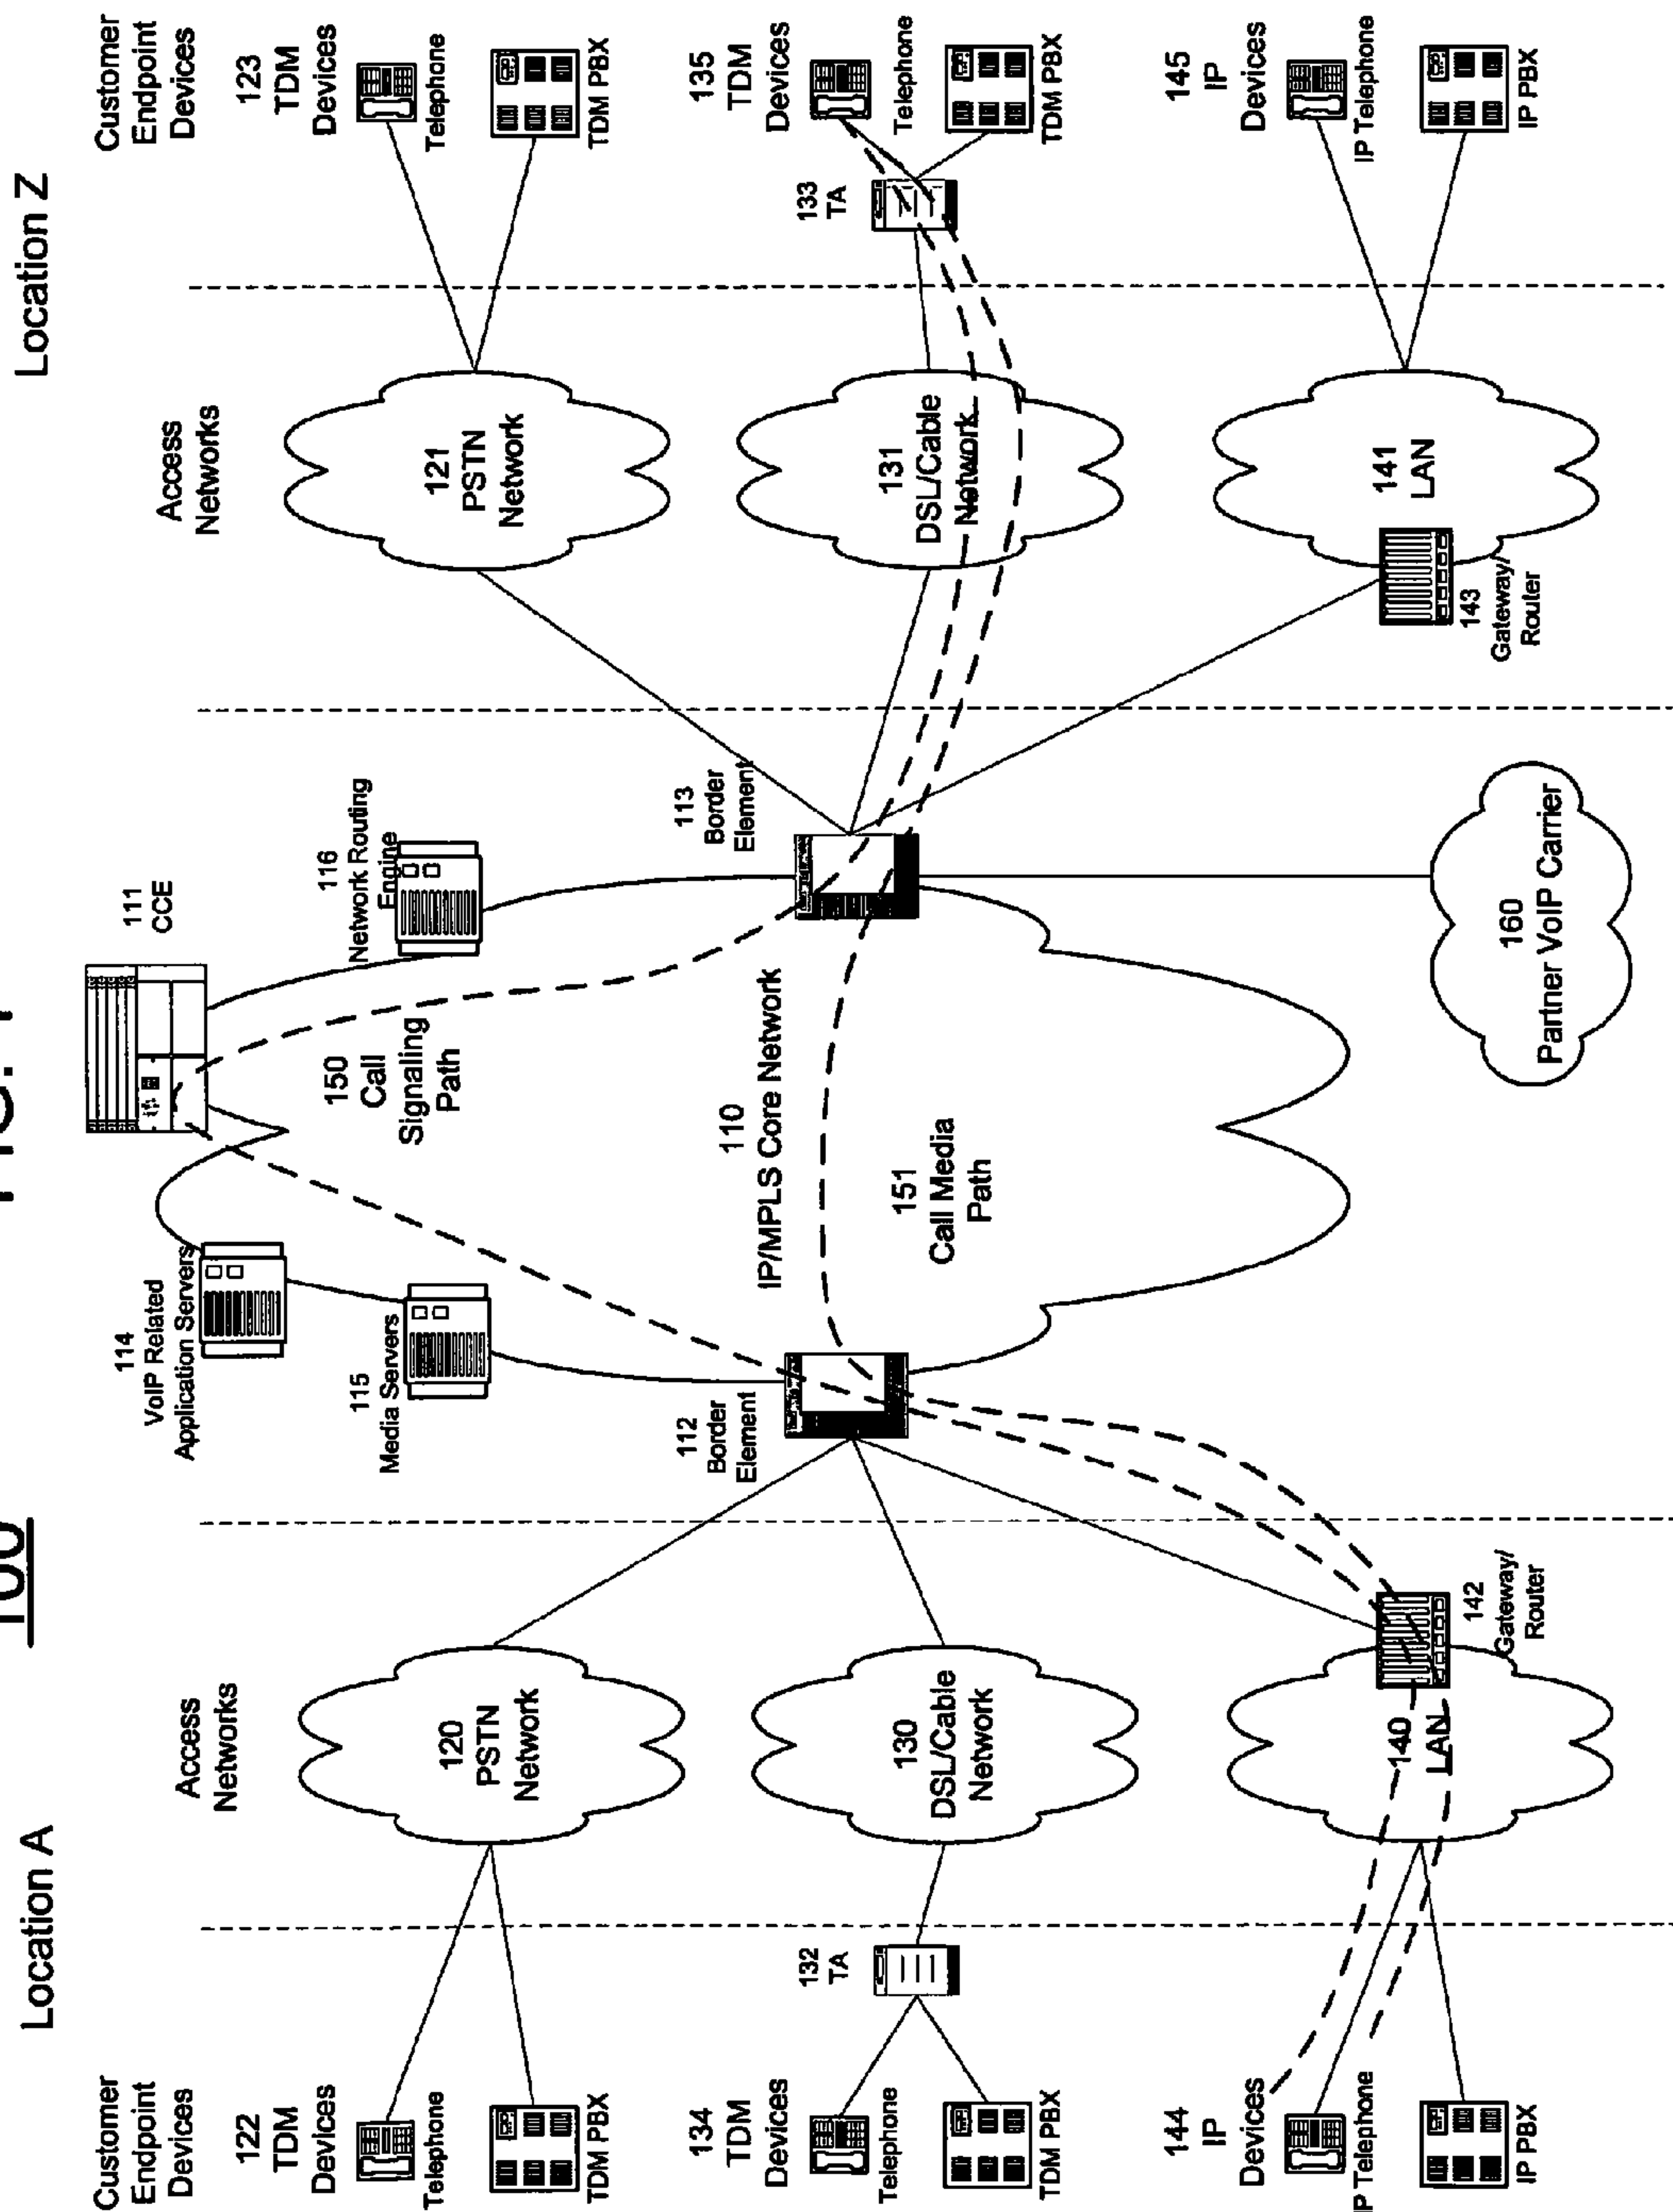 100
Location A
Location Z
Customer
Endpoint
Devices
Access
Networks
Access
Networks
Customer
Endpoint
Devices
114
VoIP Related
Application Servers
111
CCE
115
Media Servers
116
Network Routing
Engine
122
TDM
Devices
Telephone
TDM PBX
120
PSTN
Network
150
Call
Signaling
Path
121
PSTN
Network
123
TDM
Devices
Telephone
TDM PBX
112
Border
Element
110
IP/MPLS Core Network
113
Border
Element
134
TDM
Devices
Telephone
TDM PBX
132
TA
130
DSL/Cable
Network
151
Call Media
Path
131
DSL/Cable
Network
133
TA
135
TDM
Devices
Telephone
TDM PBX
144
IP
Devices
IP Telephone
IP PBX
140
LAN
142
Gateway/
Router
160
Partner VoIP Carrier
143
Gateway/
Router
141
LAN
145
IP
Devices
IP Telephone
IP PBX